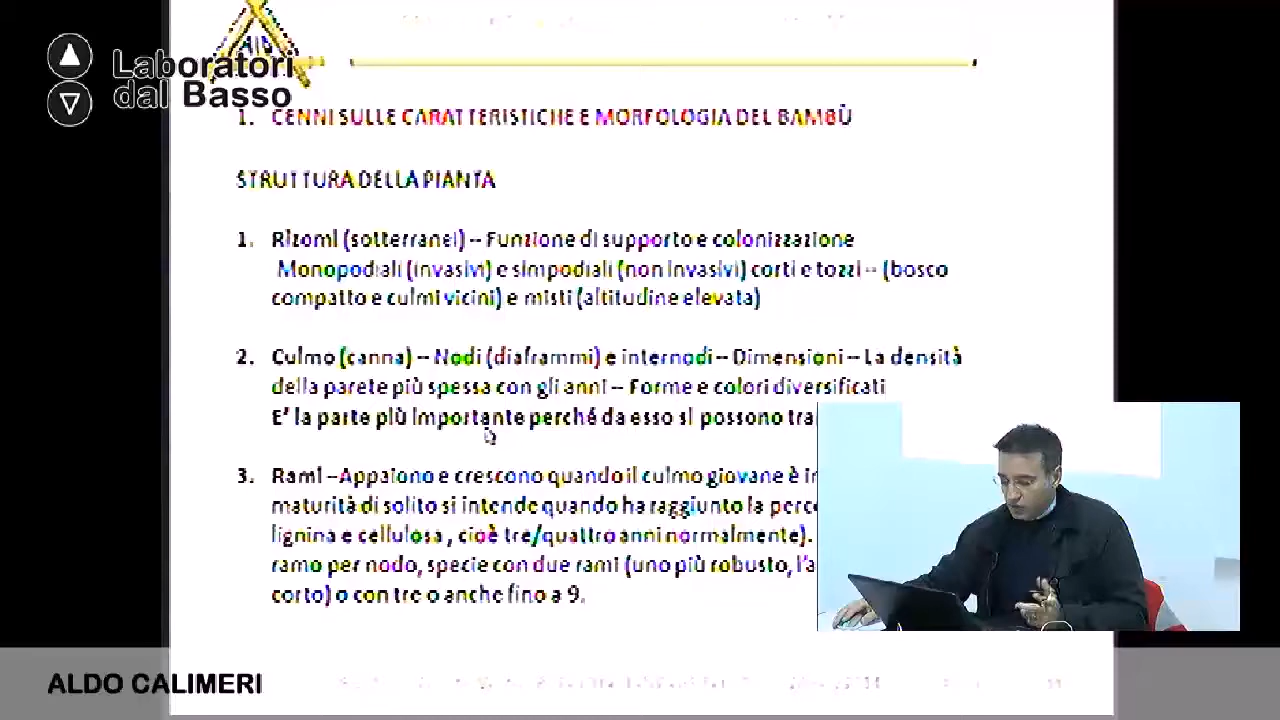 Laboratori
dal Basso
1. CENNI SULLE CARATTERISTICHE E MORFOLOGIA DEL BAMBÙ
STRUTTURA DELLA PIANTA
1. Rizomi (sotterranei) – Funzione di supporto e colonizzazione
Monopodiali (invasivi) e simpodiali (non invasivi) corti e tozzi – (bosco
compatto e culmi vicini) e misti (altitudine elevata)
2. Culmo (canna) – Nodi (diaframmi) e internodi – Dimensioni – La densità
della parete più spessa con gli anni – Forme e colori diversificati
E' la parte più importante perché da esso si possono
3. Rami –Appaiono e crescono quando il culmo giovane è
maturità di solito si intende quando ha raggiunto la
lignina e cellulosa , cioè tre/quattro anni normalmente).
ramo per nodo, specie con due rami (uno più robusto,
corto) o con tre o anche fino a 9.
ALDO CALIMERI